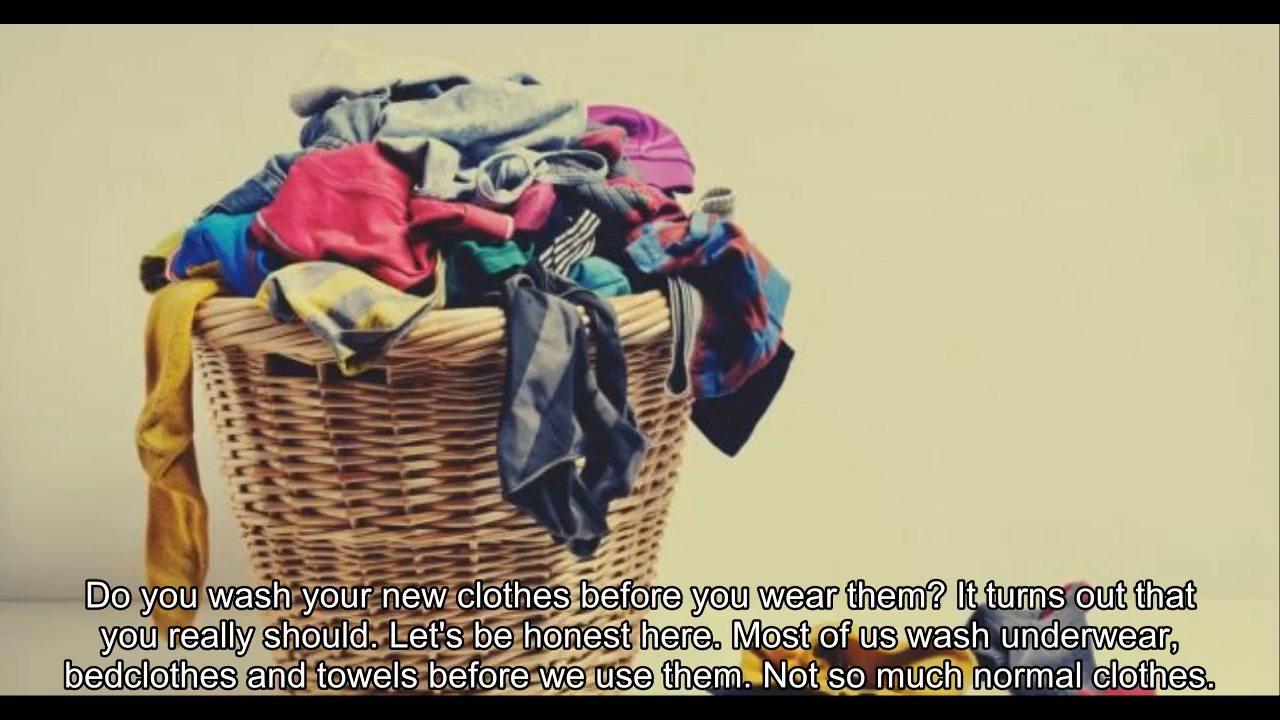 Do you wash your new clothes before you wear them? It turns out that
you really should. Let's be honest here. Most of us wash underwear,
bedclothes and towels before we use them. Not so much normal clothes.